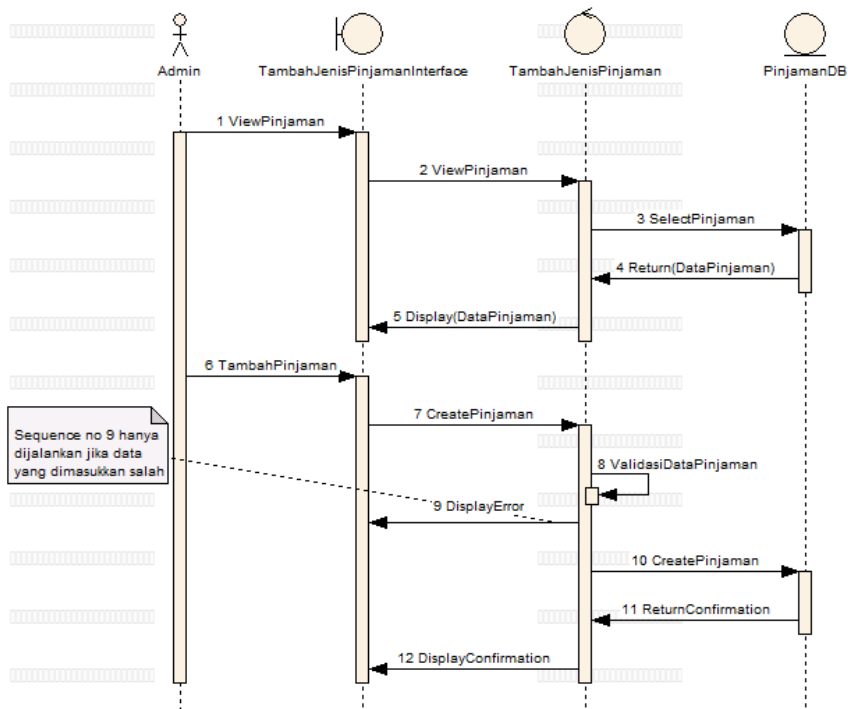 Admin
TambahJenisPinjamanInterface
TambahJenisPinjaman
PinjamanDB
1 ViewPinjaman
2 ViewPinjaman
3 SelectPinjaman
4 Return(DataPinjaman)
5 Display(DataPinjaman)
6 TambahPinjaman
7 CreatePinjaman
Sequence no 9 hanya
dijalankan jika data
yang dimasukkan salah
8 ValidasiDataPinjaman
9 DisplayError
10 CreatePinjaman
11 ReturnConfirmation
12 DisplayConfirmation